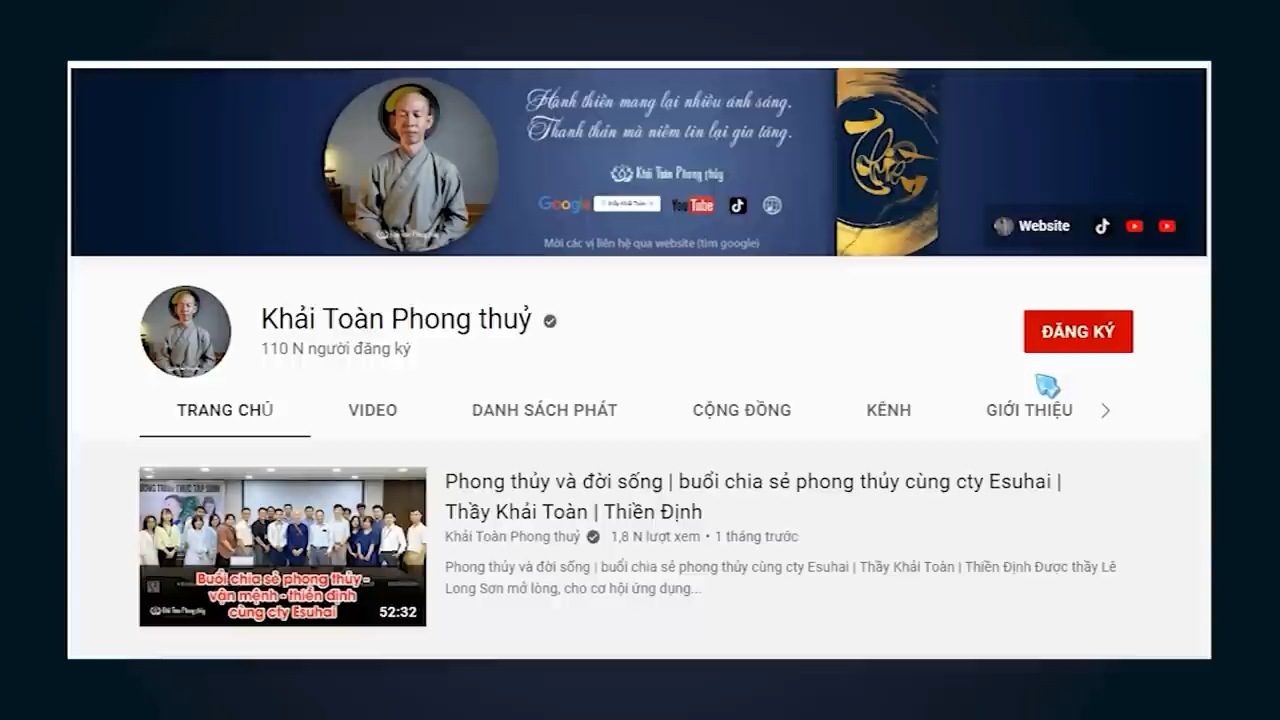 Hành thiền mang lại nhiều ánh sáng.
Thanh thản mà niềm tin lại gia tăng.
Khải Toàn Phong thủy
Google
YouTube
Mời các vị liên hệ qua website (tìm google)
Thiền
Website
Khải Toàn Phong thuỷ
110 N người đăng ký
ĐĂNG KÝ
TRANG CHỦ
VIDEO
DANH SÁCH PHÁT
CỘNG ĐỒNG
KÊNH
GIỚI THIỆU
Phong thủy và đời sống | buổi chia sẻ phong thủy cùng cty Esuhai |
Thầy Khải Toàn | Thiền Định
Khải Toàn Phong thuỷ
1,8 N lượt xem • 1 tháng trước
Phong thủy và đời sống | buổi chia sẻ phong thủy cùng cty Esuhai | Thầy Khải Toàn | Thiền Định Được thầy Lê
Long Sơn mở lòng, cho cơ hội ứng dụng...
Buổi chia sẻ phong thủy -
vận mệnh - thiền định
cùng cty Esuhai
Khải Toàn Phong thủy
52:32